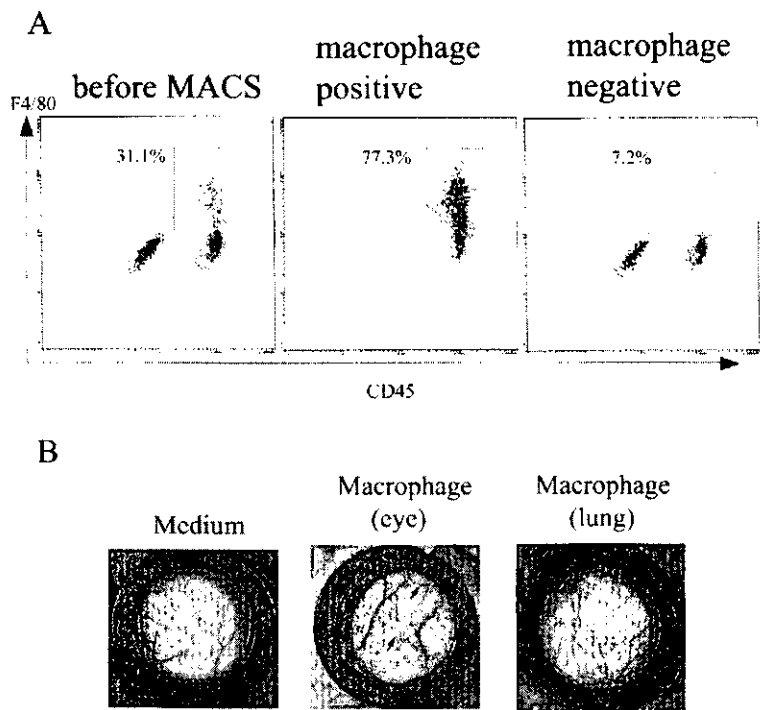 A
before MACS
macrophage
positive
macrophage
negative
F4/80
31.1%
77.3%
7.2%
CD45
B
Medium
Macrophage
(eye)
Macrophage
(lung)